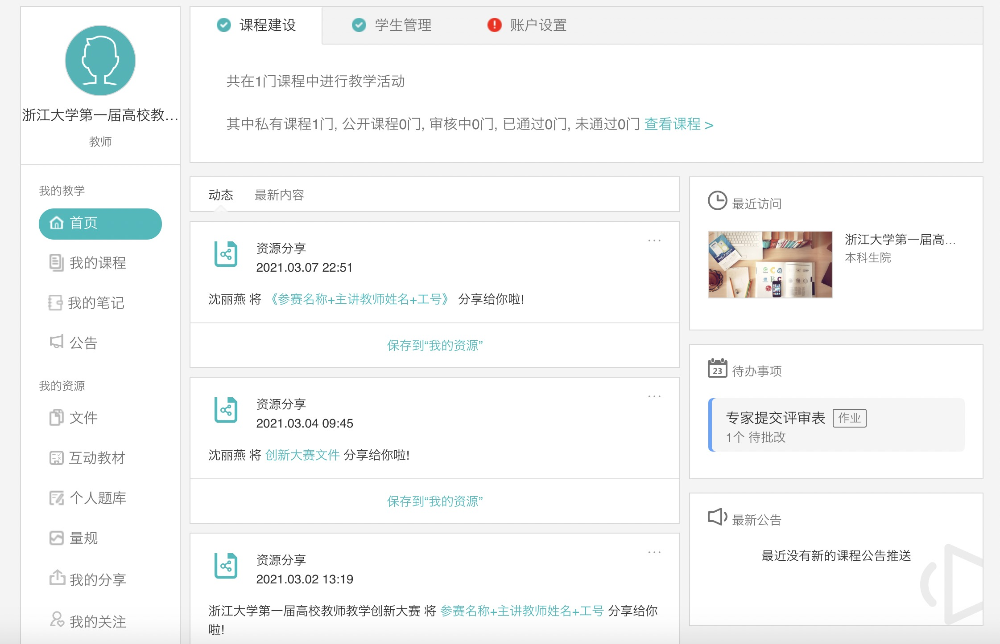 浙江大学第一届高校教...
教师
我的教学
首页
我的课程
我的笔记
公告
我的资源
文件
互动教材
个人题库
量规
我的分享
我的关注
课程建设
学生管理
账户设置
共在1门课程中进行教学活动
其中私有课程1门, 公开课程0门, 审核中0门, 已通过0门, 未通过0门 查看课程 >
动态
最新内容
资源分享
2021.03.07 22:51
沈丽燕 将 《参赛名称+主讲教师姓名+工号》 分享给你啦!
保存到“我的资源”
资源分享
2021.03.04 09:45
沈丽燕 将 创新大赛文件 分享给你啦!
保存到“我的资源”
资源分享
2021.03.02 13:19
浙江大学第一届高校教师教学创新大赛 将 参赛名称+主讲教师姓名+工号 分享给你
啦!
最近访问
浙江大学第一届高...
本科生院
23
待办事项
专家提交评审表 作业
1个 待批改
最新公告
最近没有新的课程公告推送